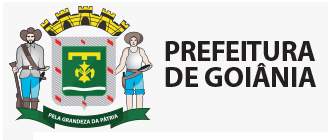 PREFEITURA
DE GOIÂNIA
PELA GRANDEZA DA PÁTRIA